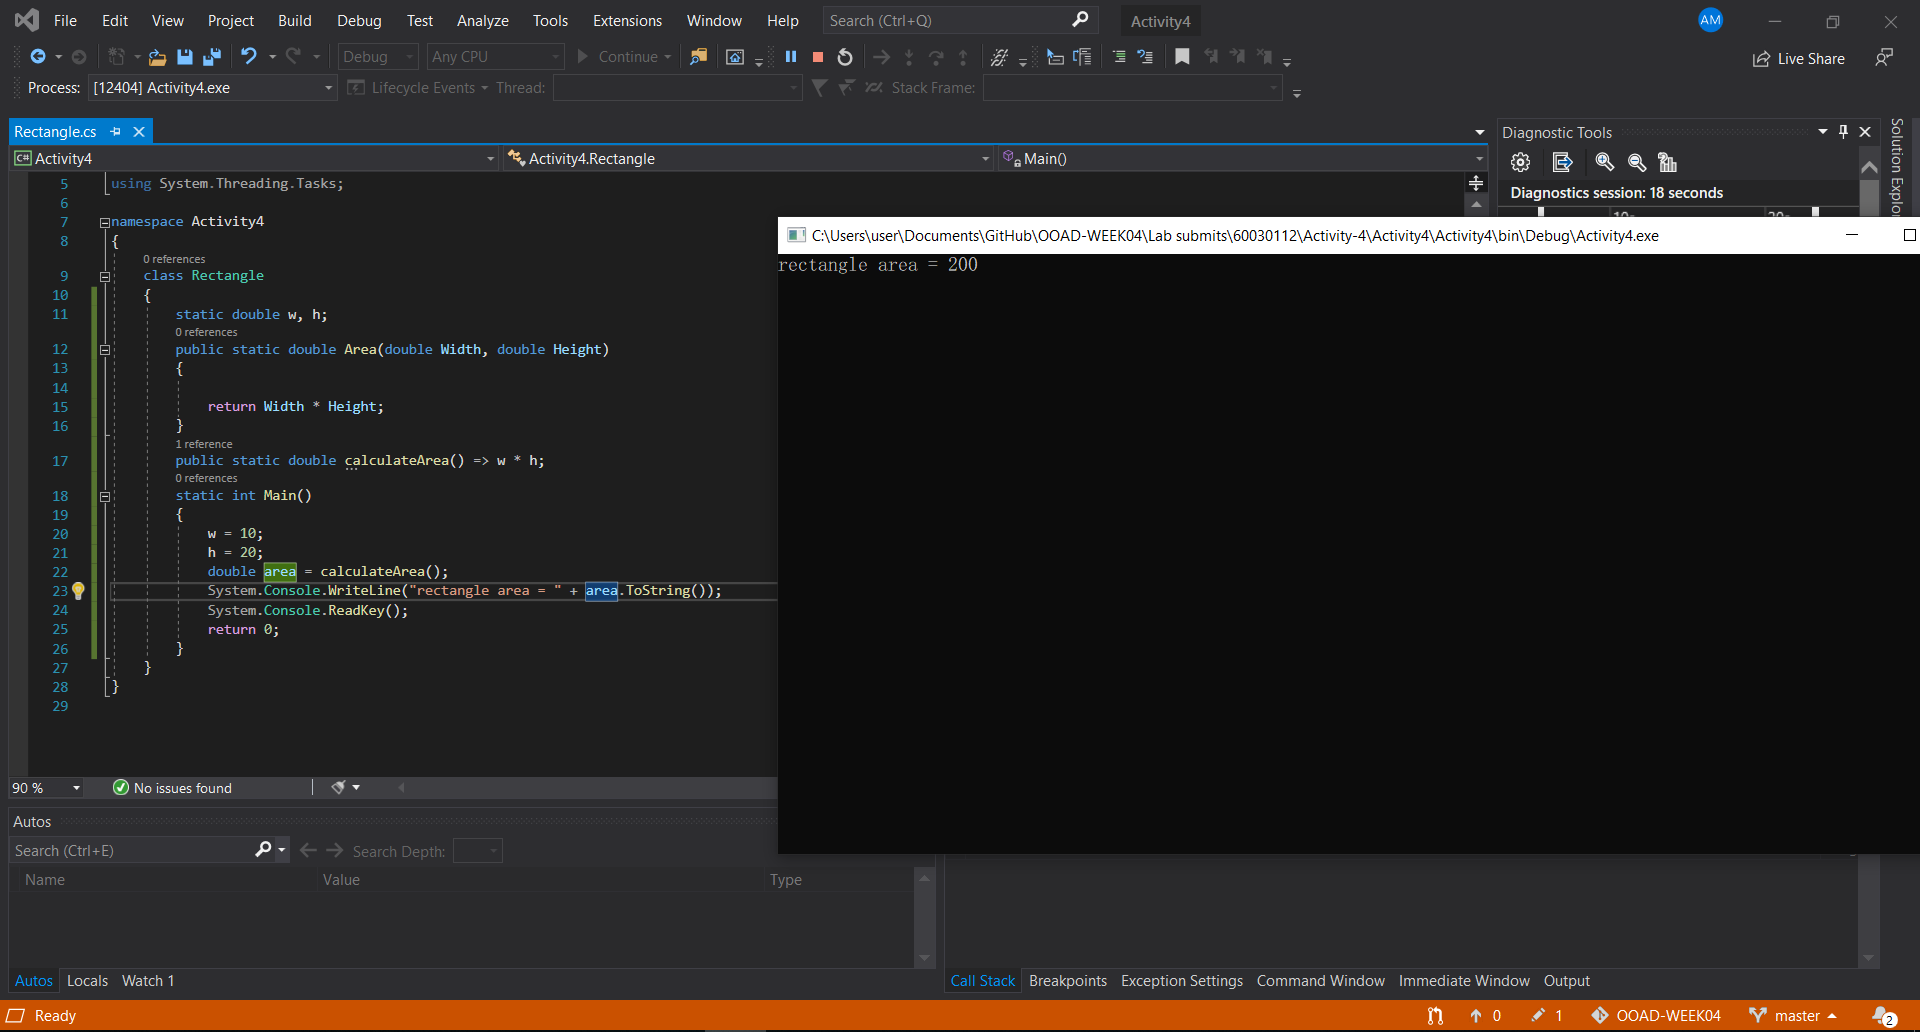 File Edit View Project Build Debug Test Analyze Tools Extensions Window Help Search (Ctrl+Q) Activity4 AM
Debug Any CPU Continue Live Share
Process: [12404] Activity4.exe Lifecycle Events Thread: Stack Frame:
Rectangle.cs
C# Activity4 Activity4.Rectangle Main()
5 using System.Threading.Tasks;
6
7 namespace Activity4
8 {
0 references
9 class Rectangle
10 {
11 static double w, h;
0 references
12 public static double Area(double Width, double Height)
13 {
14
15 return Width * Height;
16 }
1 reference
17 public static double calculateArea() => w * h;
0 references
18 static int Main()
19 {
20 w = 10;
21 h = 20;
22 double area = calculateArea();
23 System.Console.WriteLine("rectangle area = " + area.ToString());
24 System.Console.ReadKey();
25 return 0;
26 }
27 }
28 }
29
90 % No issues found
C:\Users\user\Documents\GitHub\OOAD-WEEK04\Lab submits\60030112\Activity-4\Activity4\Activity4\bin\Debug\Activity4.exe
rectangle area = 200
Diagnostic Tools
Diagnostics session: 18 seconds
Autos
Search (Ctrl+E) Search Depth:
Name Value Type
Autos Locals Watch 1
Call Stack Breakpoints Exception Settings Command Window Immediate Window Output
Ready 0 1 OOAD-WEEK04 master 2